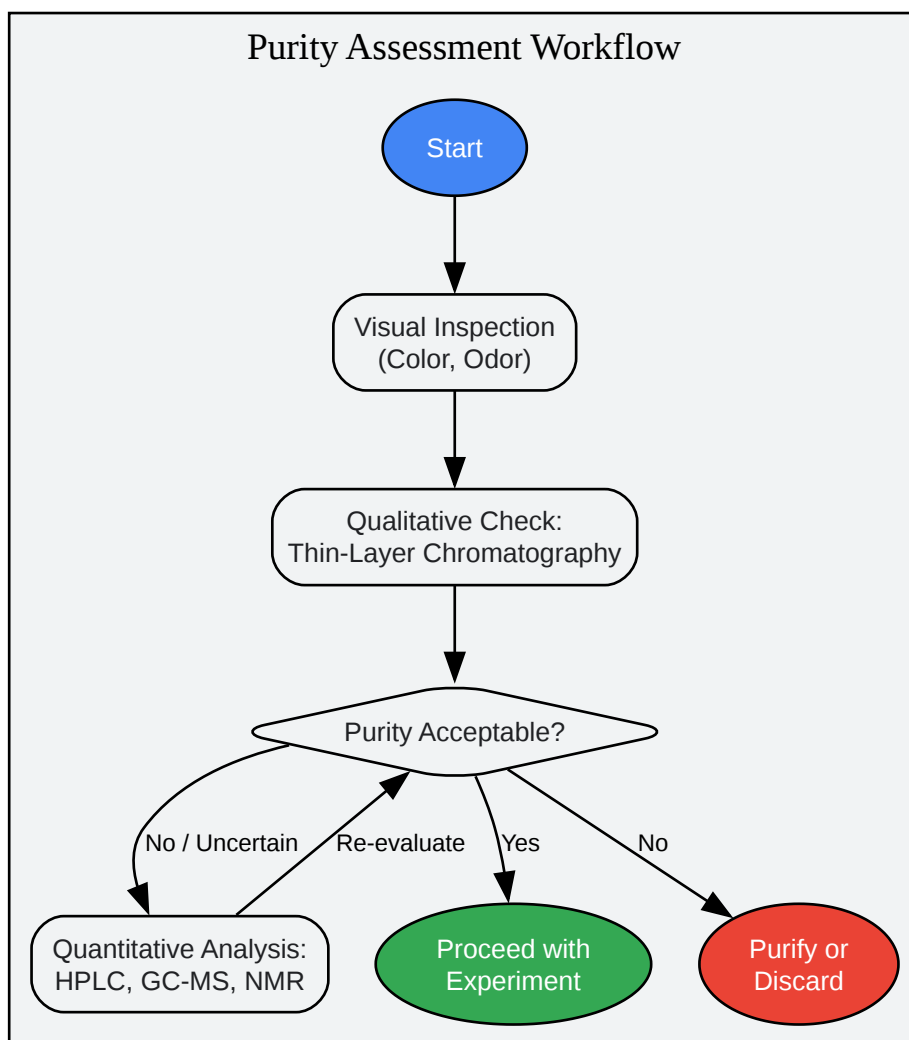 Purity Assessment Workflow
Start
Visual Inspection
(Color, Odor)
Qualitative Check:
Thin-Layer Chromatography
Purity Acceptable?
No / Uncertain
Re-evaluate
Yes
No
Quantitative Analysis:
HPLC, GC-MS, NMR
Proceed with
Experiment
Purify or
Discard